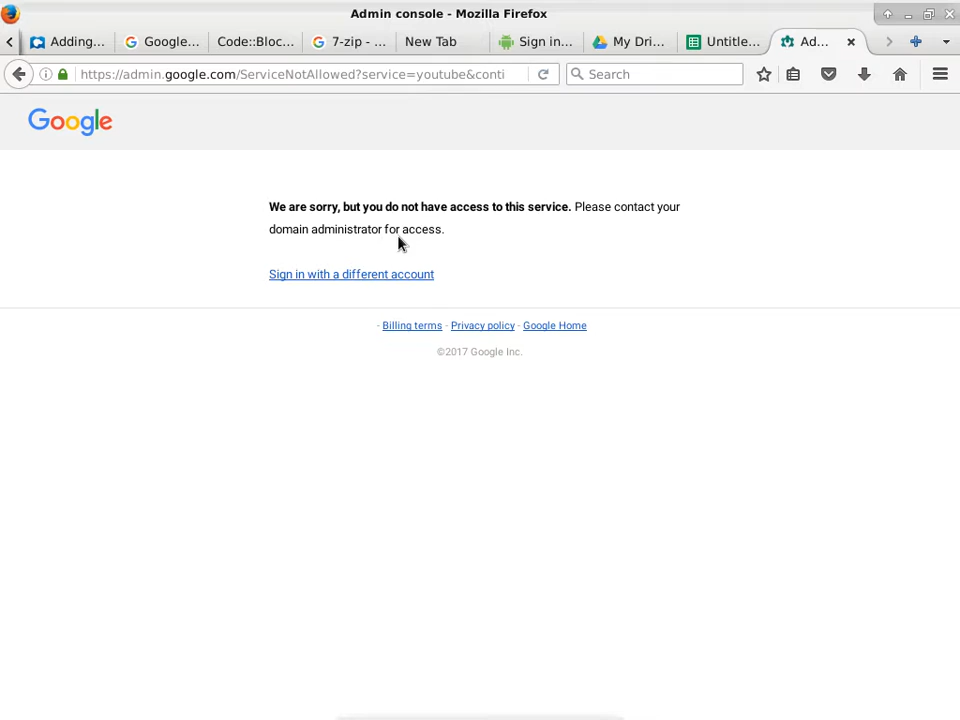 Admin console - Mozilla Firefox
Adding...
Google...
Code::Bloc...
7-zip - ...
New Tab
Sign in...
My Dri...
Untitle...
Ad...
https://admin.google.com/ServiceNotAllowed?service=youtube&conti
Search
Google
We are sorry, but you do not have access to this service. Please contact your
domain administrator for access.
Sign in with a different account
· Billing terms · Privacy policy · Google Home
©2017 Google Inc.